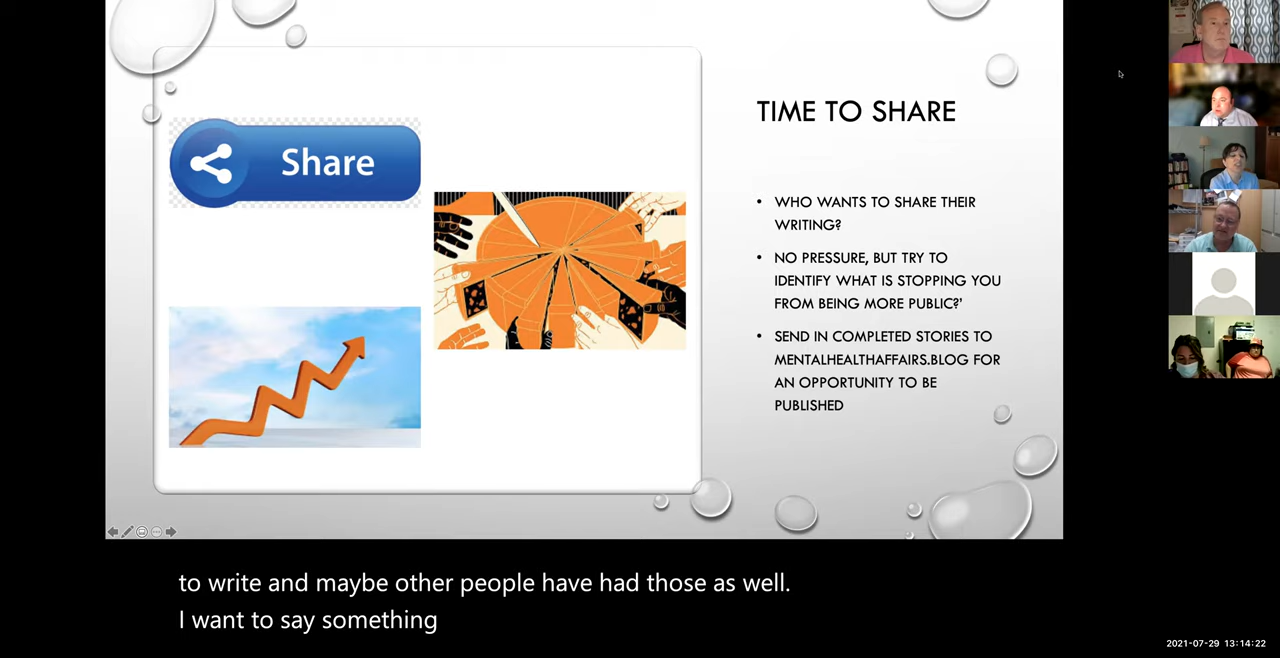 Share
TIME TO SHARE
• WHO WANTS TO SHARE THEIR
WRITING?
• NO PRESSURE, BUT TRY TO
IDENTIFY WHAT IS STOPPING YOU
FROM BEING MORE PUBLIC?'
• SEND IN COMPLETED STORIES TO
MENTALHEALTHAFFAIRS.BLOG FOR
AN OPPORTUNITY TO BE
PUBLISHED
to write and maybe other people have had those as well.
I want to say something
2021-07-29 13:14:22